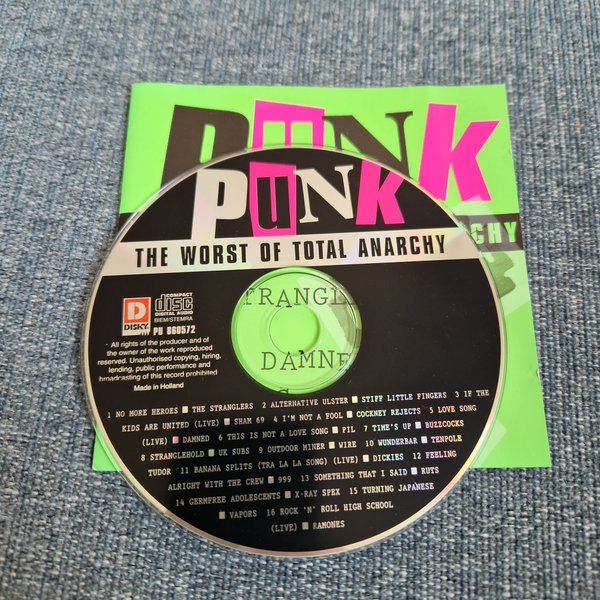 PUNK
PUNK
CHY
THE WORST OF TOTAL ANARCHY
TRANGL
DAMNE
D
DISKY
COMPACT
disc
DIGITAL AUDIO
BIEM/STEMRA
PU 860572
All rights of the producer and of
the owner of the work reproduced
reserved. Unauthorised copying, hiring,
lending, public performance and
broadcasting of this record prohibited
Made in Holland
1 NO MORE HEROES THE STRANGLERS 2 ALTERNATIVE ULSTER STIFF LITTLE FINGERS 3 IF THE
KIDS ARE UNITED (LIVE) SHAM 69 4 I'M NOT A FOOL COCKNEY REJECTS 5 LOVE SONG
(LIVE) DAMNED 6 THIS IS NOT A LOVE SONG PIL 7 TIME'S UP BUZZCOCKS
8 STRANGLEHOLD UK SUBS 9 OUTDOOR MINER WIRE 10 WUNDERBAR TENPOLE
TUDOR 11 BANANA SPLITS (TRA LA LA SONG) (LIVE) DICKIES 12 FEELING
ALRIGHT WITH THE CREW 999 13 SOMETHING THAT I SAID RUTS
14 GERMFREE ADOLESCENTS X-RAY SPEX 15 TURNING JAPANESE
VAPORS 16 ROCK 'N' ROLL HIGH SCHOOL
(LIVE) RAMONES